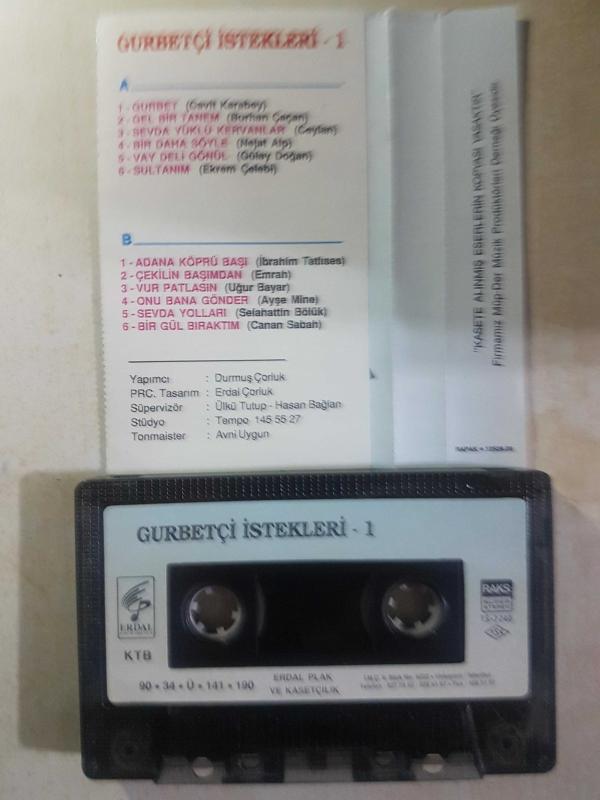 GURBETÇİ İSTEKLERİ - 1
A
1 - GURBET (Cavit Karabey)
2 - GEL BİR TANEM (Burhan Çaçan)
3 - SEVDA YÜKLÜ KERVANLAR (Ceylan)
4 - BİR DAHA SÖYLE (Nejat Alp)
5 - VAY DELİ GÖNÜL (Gülay Doğan)
6 - SULTANIM (Ekrem Çelebi)
B
1 - ADANA KÖPRÜ BAŞI (İbrahim Tatlıses)
2 - ÇEKİLİN BAŞIMDAN (Emrah)
3 - VUR PATLASIN (Uğur Bayar)
4 - ONU BANA GÖNDER (Ayşe Mine)
5 - SEVDA YOLLARI (Selahattin Bölük)
6 - BİR GÜL BIRAKTIM (Canan Sabah)
Yapımcı : Durmuş Çorluk
PRC. Tasarım : Erdal Çorluk
Süpervizör : Ülkü Tutup - Hasan Bağlan
Stüdyo : Tempo 145 55 27
Tonmaister : Avni Uygun
"KASETE ALINMIŞ ESERLERİN KOPYASI YASAKTIR"
Firmamız Müp-Der Müzik Prodüktörleri Derneği Üyesidir.
GURBETÇİ İSTEKLERİ - 1
ERDAL
KTB
RAKS
90 • 34 • Ü • 141 • 190
ERDAL PLAK
VE KASETÇİLİK